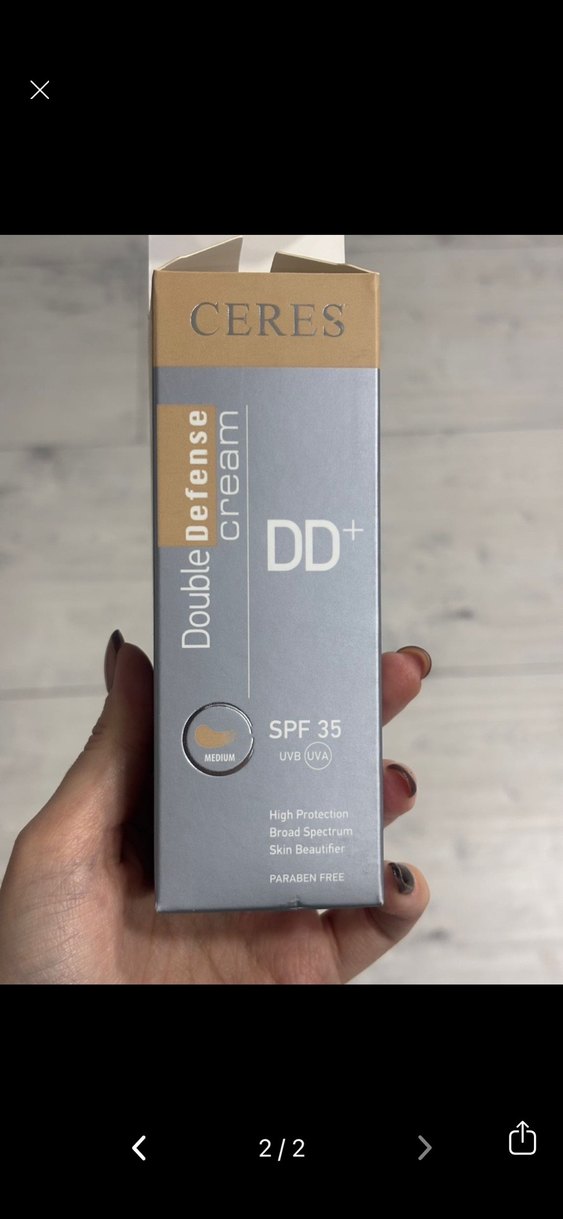 CERES
Double Defense
cream
DD+
MEDIUM
SPF 35
UVB UVA
High Protection
Broad Spectrum
Skin Beautifier
PARABEN FREE
2 / 2